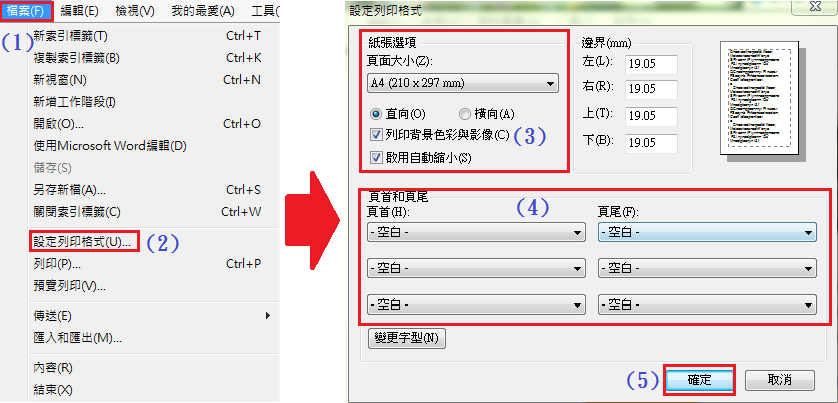 檔案(F) 編輯(E) 檢視(V) 我的最愛(A) 工具(
(1)
新索引標籤(T) Ctrl+T
複製索引標籤(B) Ctrl+K
新視窗(N) Ctrl+N
新增工作階段(I)
開啟(O)... Ctrl+O
使用Microsoft Word編輯(D)
儲存(S)
另存新檔(A)... Ctrl+S
關閉索引標籤(C) Ctrl+W
設定列印格式(U)... (2)
列印(P)... Ctrl+P
預覽列印(V)...
傳送(E)
匯入和匯出(M)...
內容(R)
結束(X)
設定列印格式
紙張選項
頁面大小(Z):
A4 (210 x 297 mm)
直向(O) 橫向(A)
列印背景色彩與影像(C) (3)
啟用自動縮小(S)
邊界(mm)
左(L): 19.05
右(R): 19.05
上(T): 19.05
下(B): 19.05
頁首和頁尾
頁首(H): (4) 頁尾(F):
- 空白 - - 空白 -
- 空白 - - 空白 -
- 空白 - - 空白 -
變更字型(N)
(5) 確定 取消